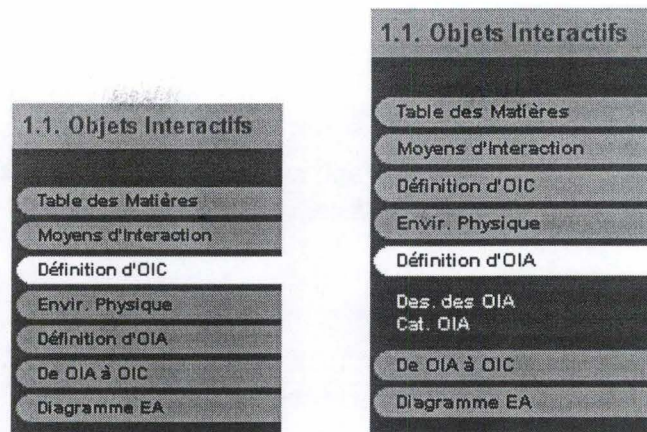 1.1. Objets Interactifs
Table des Matières
Moyens d'Interaction
Définition d'OIC
Envir. Physique
Définition d'OIA
De OIA à OIC
Diagramme EA
1.1. Objets Interactifs
Table des Matières
Moyens d'Interaction
Définition d'OIC
Envir. Physique
Définition d'OIA
Des. des OIA
Cat. OIA
De OIA à OIC
Diagramme EA